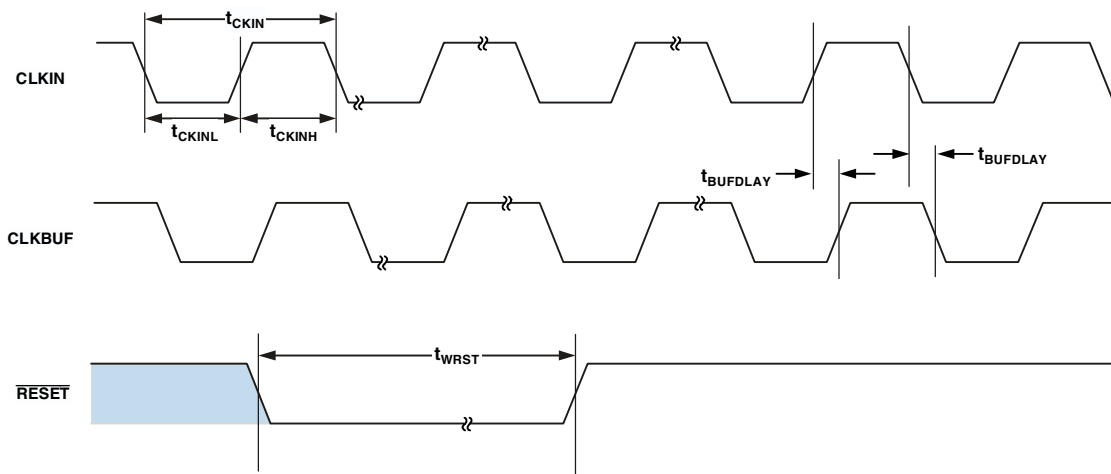 tCKIN
CLKIN
tCKINL
tCKINH
tBUFDLAY
tBUFDLAY
CLKBUF
tWRST
RESET